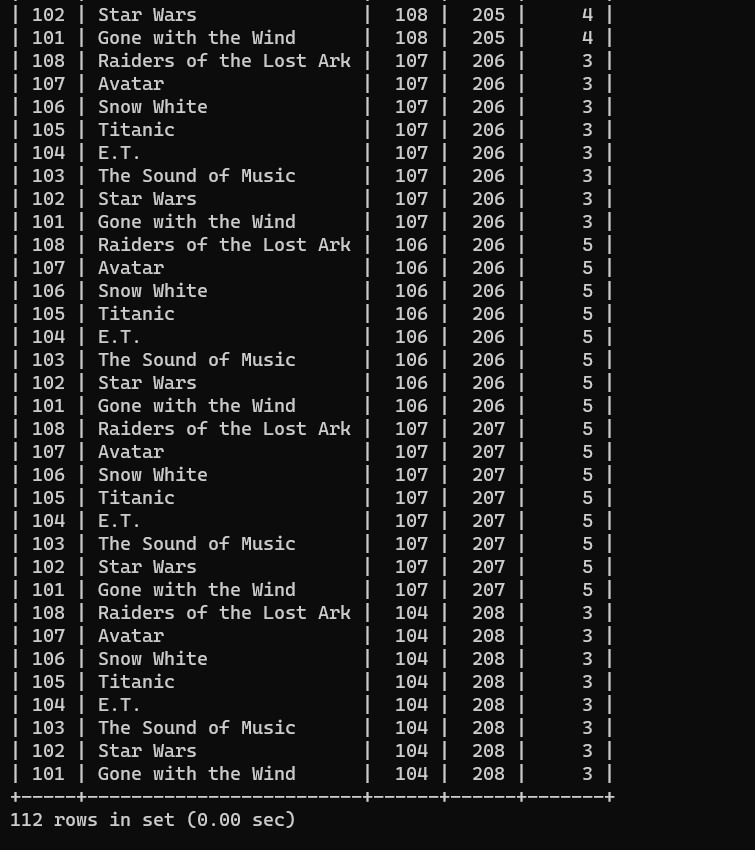 | 102 | Star Wars               |  108 |  205 |     4 |
| 101 | Gone with the Wind      |  108 |  205 |     4 |
| 108 | Raiders of the Lost Ark |  107 |  206 |     3 |
| 107 | Avatar                  |  107 |  206 |     3 |
| 106 | Snow White              |  107 |  206 |     3 |
| 105 | Titanic                 |  107 |  206 |     3 |
| 104 | E.T.                    |  107 |  206 |     3 |
| 103 | The Sound of Music      |  107 |  206 |     3 |
| 102 | Star Wars               |  107 |  206 |     3 |
| 101 | Gone with the Wind      |  107 |  206 |     3 |
| 108 | Raiders of the Lost Ark |  106 |  206 |     5 |
| 107 | Avatar                  |  106 |  206 |     5 |
| 106 | Snow White              |  106 |  206 |     5 |
| 105 | Titanic                 |  106 |  206 |     5 |
| 104 | E.T.                    |  106 |  206 |     5 |
| 103 | The Sound of Music      |  106 |  206 |     5 |
| 102 | Star Wars               |  106 |  206 |     5 |
| 101 | Gone with the Wind      |  106 |  206 |     5 |
| 108 | Raiders of the Lost Ark |  107 |  207 |     5 |
| 107 | Avatar                  |  107 |  207 |     5 |
| 106 | Snow White              |  107 |  207 |     5 |
| 105 | Titanic                 |  107 |  207 |     5 |
| 104 | E.T.                    |  107 |  207 |     5 |
| 103 | The Sound of Music      |  107 |  207 |     5 |
| 102 | Star Wars               |  107 |  207 |     5 |
| 101 | Gone with the Wind      |  107 |  207 |     5 |
| 108 | Raiders of the Lost Ark |  104 |  208 |     3 |
| 107 | Avatar                  |  104 |  208 |     3 |
| 106 | Snow White              |  104 |  208 |     3 |
| 105 | Titanic                 |  104 |  208 |     3 |
| 104 | E.T.                    |  104 |  208 |     3 |
| 103 | The Sound of Music      |  104 |  208 |     3 |
| 102 | Star Wars               |  104 |  208 |     3 |
| 101 | Gone with the Wind      |  104 |  208 |     3 |
+-----+-------------------------+------+------+-------+
112 rows in set (0.00 sec)